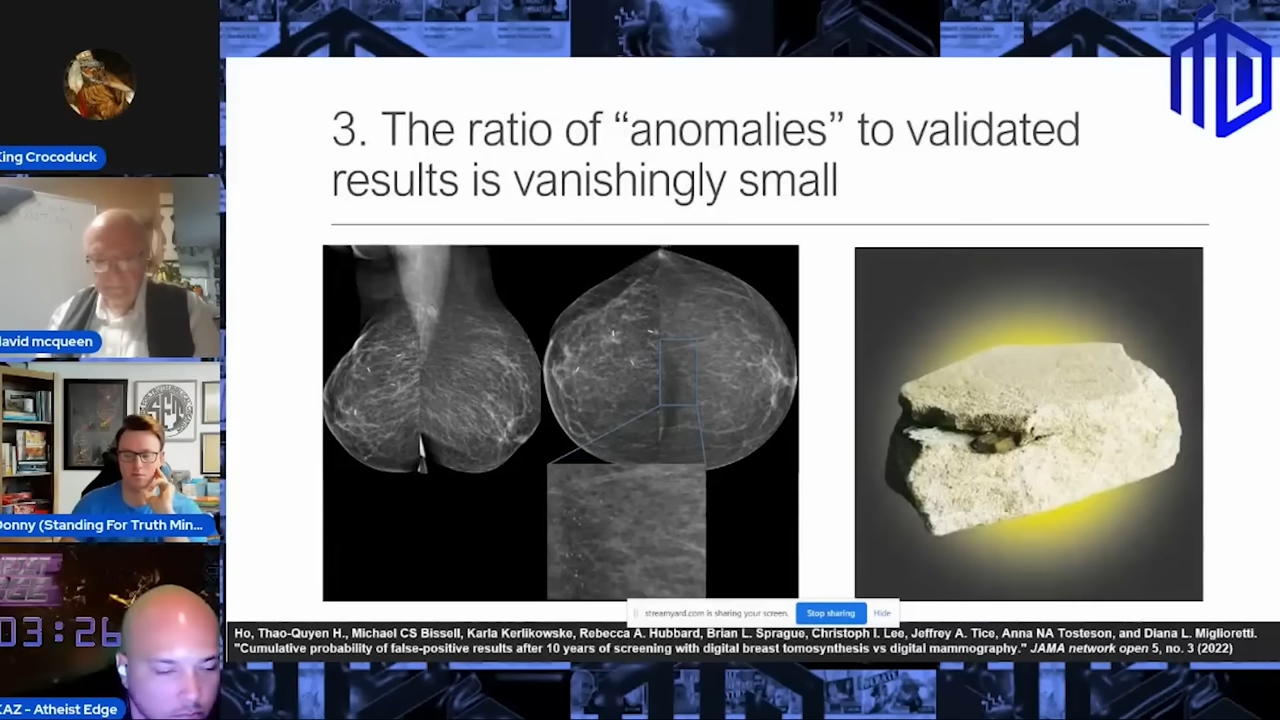 King Crocoduck
david mcqueen
Donny (Standing For Truth Min...
KAZ - Atheist Edge
03:26
3. The ratio of “anomalies” to validated
results is vanishingly small
streamyard.com is sharing your screen.
Stop sharing
Hide
Ho, Thao-Quyen H., Michael CS Bissell, Karla Kerlikowske, Rebecca A. Hubbard, Brian L. Sprague, Christoph I. Lee, Jeffrey A. Tice, Anna NA Tosteson, and Diana L. Miglioretti.
"Cumulative probability of false-positive results after 10 years of screening with digital breast tomosynthesis vs digital mammography." JAMA network open 5, no. 3 (2022)